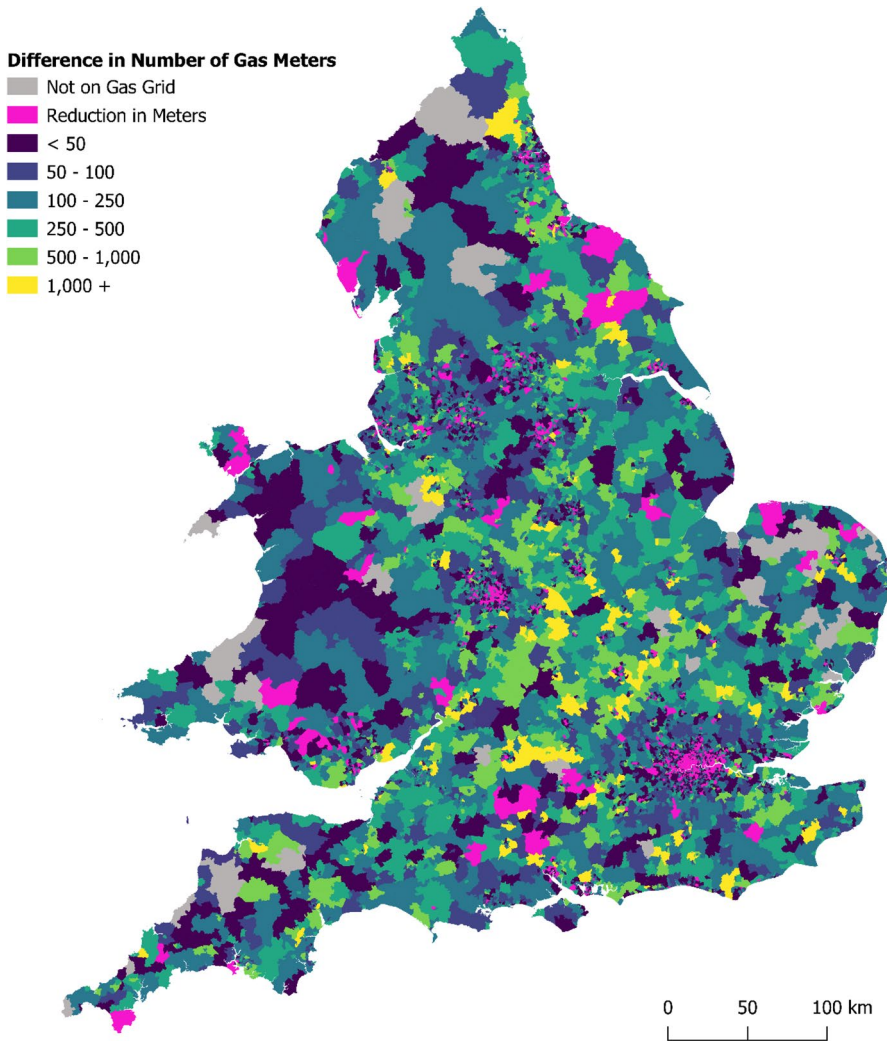 Difference in Number of Gas Meters
Not on Gas Grid
Reduction in Meters
< 50
50 - 100
100 - 250
250 - 500
500 - 1,000
1,000 +
0 50 100 km